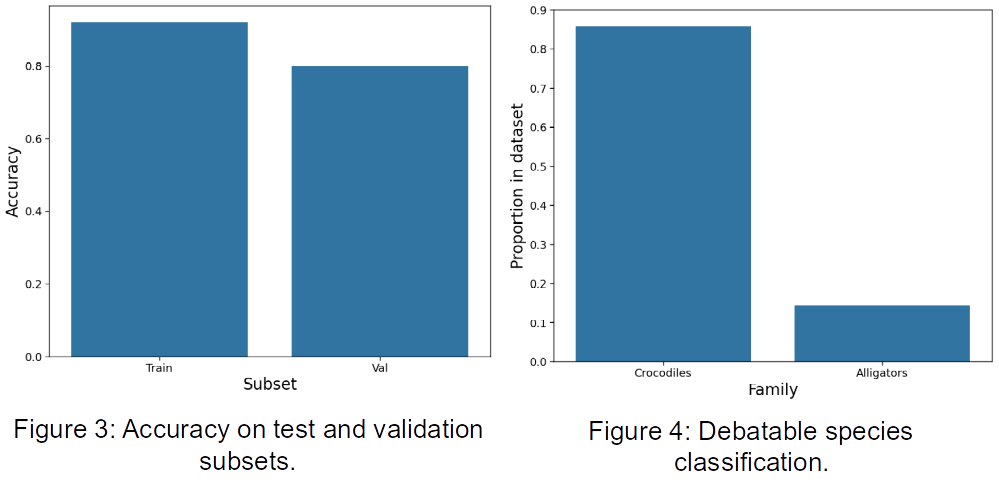 Accuracy
0.8
0.6
0.4
0.2
0.0
Train
Val
Subset
Figure 3: Accuracy on test and validation
subsets.
Proportion in dataset
0.9
0.8
0.7
0.6
0.5
0.4
0.3
0.2
0.1
0.0
Crocodiles
Alligators
Family
Figure 4: Debatable species
classification.